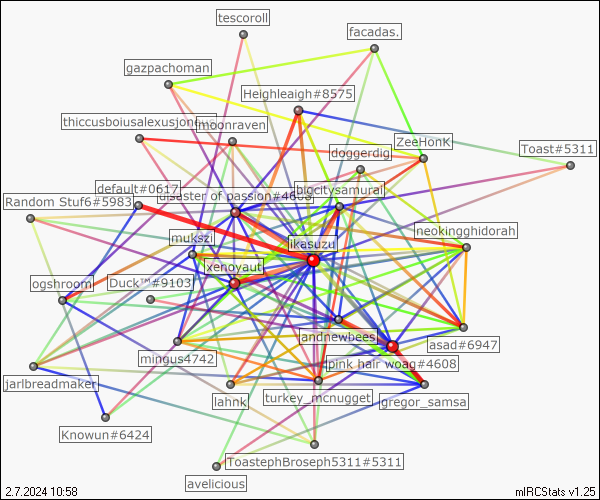 tescoroll
facadas.
gazpachoman
Heighleaigh#8575
thiccusboiusalexusjon
moonraven
ZeeHonK
Toast#5311
doggerdig
default#0617
bigcitysamurai
Random Stuf6#5983
disaster of passion#4608
neokingghidorah
mukszi
ikasuzu
xenoyaut
ogshroom
Duck™#9103
andnewbees
asad#6947
mingus4742
pink hair woag#4608
jarlbreadmaker
lahnk
turkey_mcnugget
gregor_samsa
Knowun#6424
ToastephBroseph5311#5311
avelicious
2.7.2024 10:58
mIRCStats v1.25